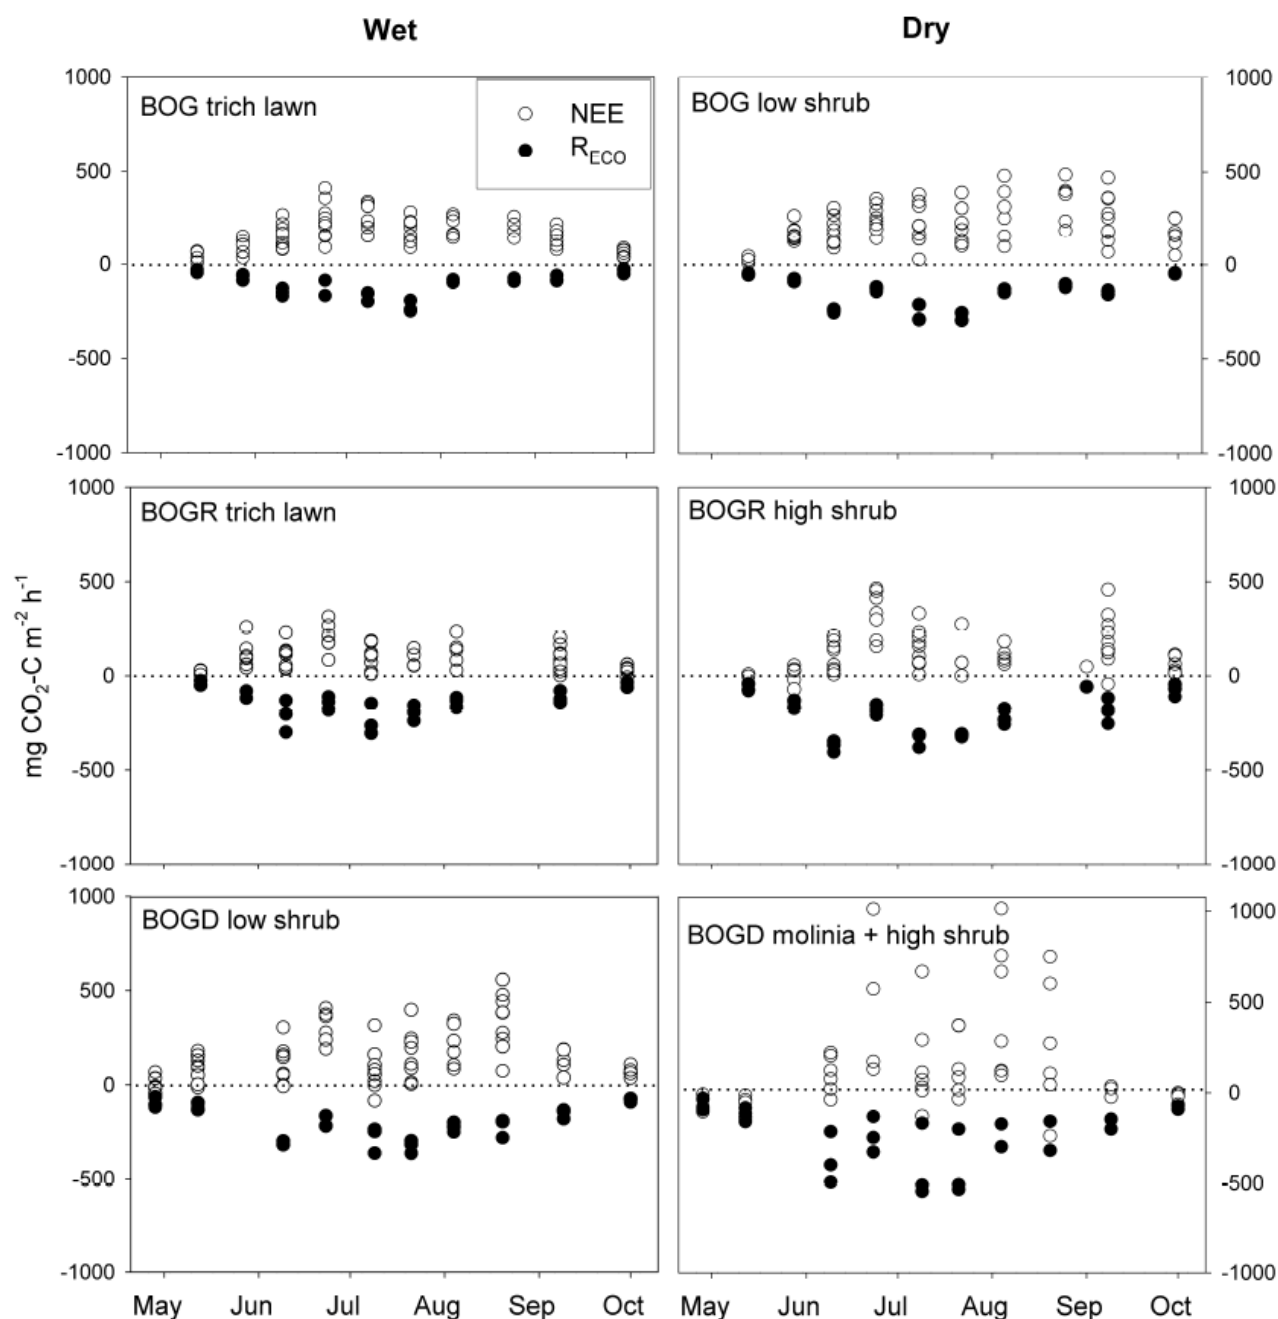 Wet
Dry
1000
500
0
-500
-1000
BOG trich lawn
NEE
R_ECO
BOG low shrub
1000
500
0
-500
-1000
1000
500
0
-500
-1000
BOGR trich lawn
BOGR high shrub
1000
500
0
-500
-1000
mg CO₂-C m⁻² h⁻¹
1000
500
0
-500
-1000
BOGD low shrub
BOGD molinia + high shrub
1000
500
0
-500
-1000
May Jun Jul Aug Sep Oct
May Jun Jul Aug Sep Oct